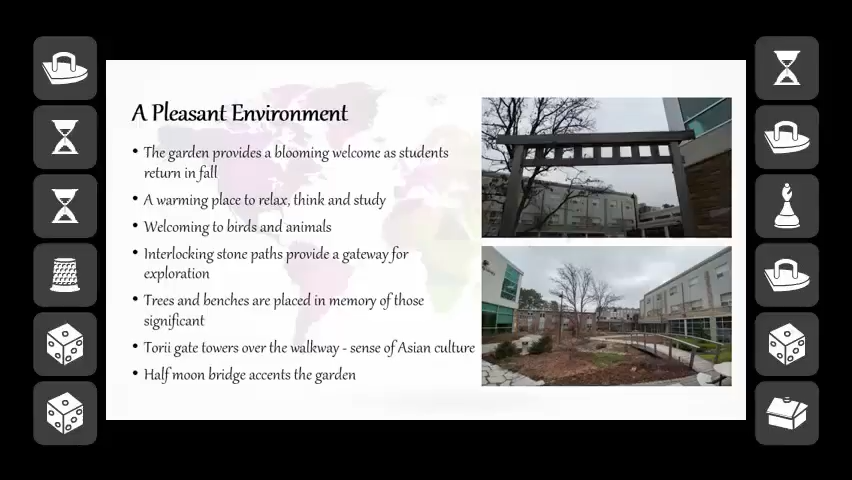 A Pleasant Environment
• The garden provides a blooming welcome as students
return in fall
• A warming place to relax, think and study
• Welcoming to birds and animals
• Interlocking stone paths provide a gateway for
exploration
• Trees and benches are placed in memory of those
significant
• Torii gate towers over the walkway - sense of Asian culture
• Half moon bridge accents the garden